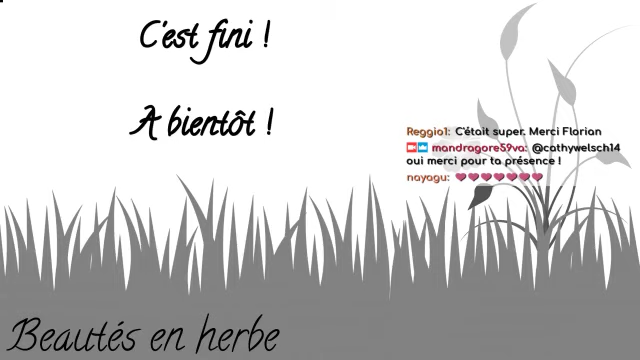 C'est fini !
A bientôt !
Reggio1: C'était super. Merci Florian
mandragore59va: @cathywelsch14
oui merci pour ta présence !
nayagu: ❤❤❤❤❤❤❤
Beautés en herbe